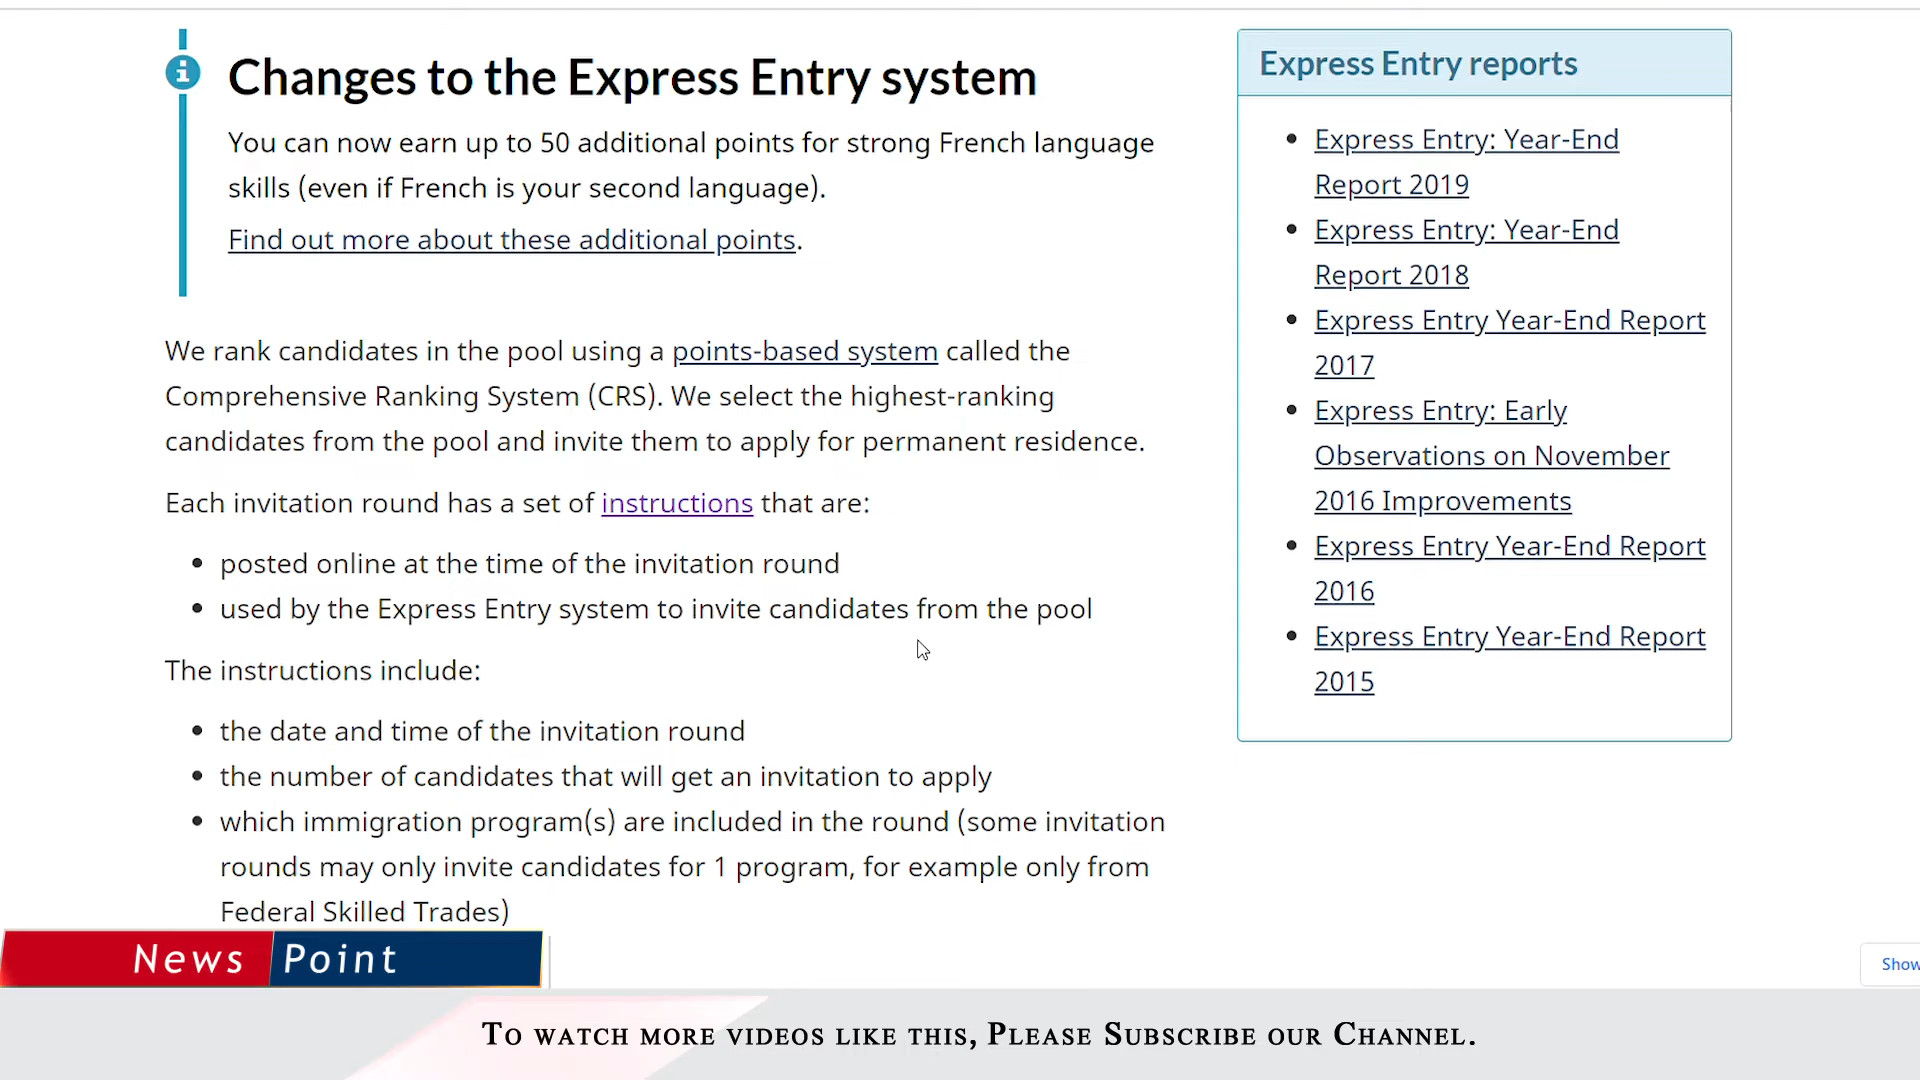 Changes to the Express Entry system
You can now earn up to 50 additional points for strong French language
skills (even if French is your second language).
Find out more about these additional points.
We rank candidates in the pool using a points-based system called the
Comprehensive Ranking System (CRS). We select the highest-ranking
candidates from the pool and invite them to apply for permanent residence.
Each invitation round has a set of instructions that are:
• posted online at the time of the invitation round
• used by the Express Entry system to invite candidates from the pool
The instructions include:
• the date and time of the invitation round
• the number of candidates that will get an invitation to apply
• which immigration program(s) are included in the round (some invitation
rounds may only invite candidates for 1 program, for example only from
Federal Skilled Trades)
Express Entry reports
• Express Entry: Year-End
Report 2019
• Express Entry: Year-End
Report 2018
• Express Entry Year-End Report
2017
• Express Entry: Early
Observations on November
2016 Improvements
• Express Entry Year-End Report
2016
• Express Entry Year-End Report
2015
News Point
Show
To watch more videos like this, Please Subscribe our Channel.